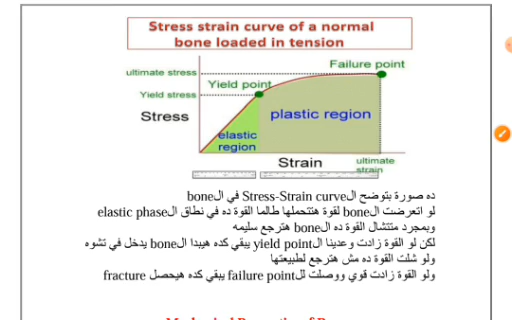 Stress strain curve of a normal
bone loaded in tension
Failure point
ultimate stress
Yield point
Yield stress
Stress
plastic region
elastic
region
Strain
ultimate
strain
ده صورة بتوضح الStress-Strain curve في الbone
لو اتعرضت الbone لقوة هتتحملها طالما القوة ده في نطاق الelastic phase
وبمجرد متتشال القوة ده الbone هترجع سليمه
لكن لو القوة زادت وعدينا الyield point يبقي كده هيبدا الbone يدخل في تشوه
ولو شلت القوة ده مش هترجع لطبيعتها
ولو القوة زادت قوي ووصلت للfailure point يبقي كده هيحصل fracture